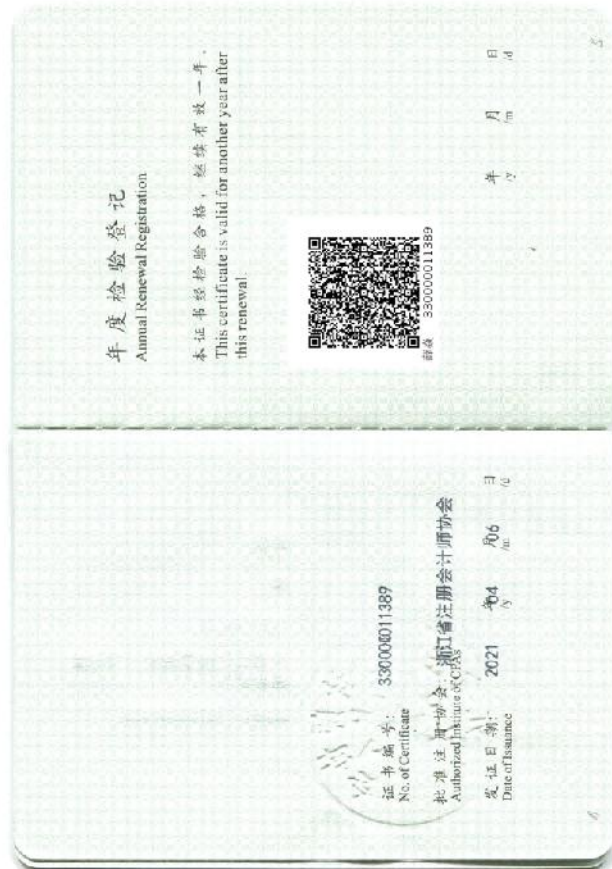 证书编号: 330000011389
No. of Certificate
批准注册协会: 浙江省注册会计师协会
Authorized Institute of CPAs
发证日期: 2021 年 04 月 06 日
Date of Issuance /y /m /d
6
年度检验登记
Annual Renewal Registration
本证书经检验合格，继续有效一年。
This certificate is valid for another year after
this renewal.
330000011389
年 月 日
/y /m /d
5